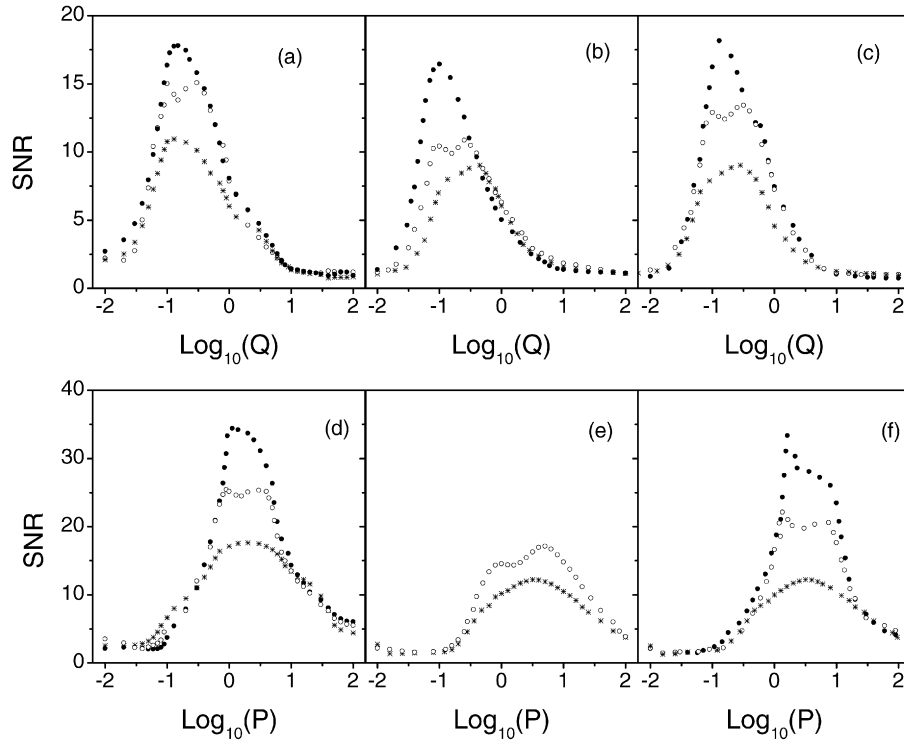 20
15
10
5
0
SNR
(a)
(b)
(c)
-2 -1 0 1 2
-2 -1 0 1 2
-2 -1 0 1 2
Log10(Q)
Log10(Q)
Log10(Q)
40
30
20
10
0
SNR
(d)
(e)
(f)
-2 -1 0 1 2
-2 -1 0 1 2
-2 -1 0 1 2
Log10(P)
Log10(P)
Log10(P)